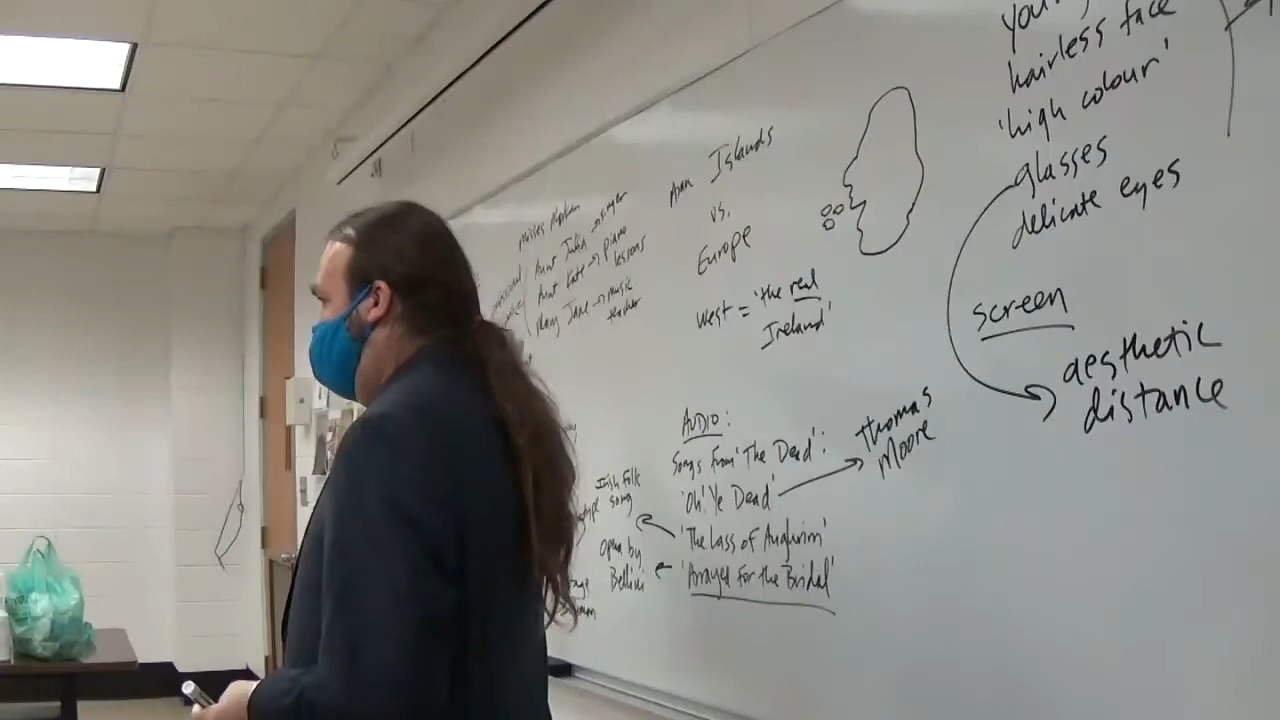 Aunt Julia → singer
Aunt Kate → piano
lessons
Mary Jane → music
teacher
Aran Islands
vs.
Europe
West = 'the real
Ireland'
hairless face
'high colour'
glasses
delicate eyes
screen
aesthetic
distance
AUDIO:
Songs from 'The Dead':
'Oh! Ye Dead'
Thomas
Moore
'The Lass of Aughrim'
Irish folk
song
'Arrayed for the Bridal'
Opera by
Bellini